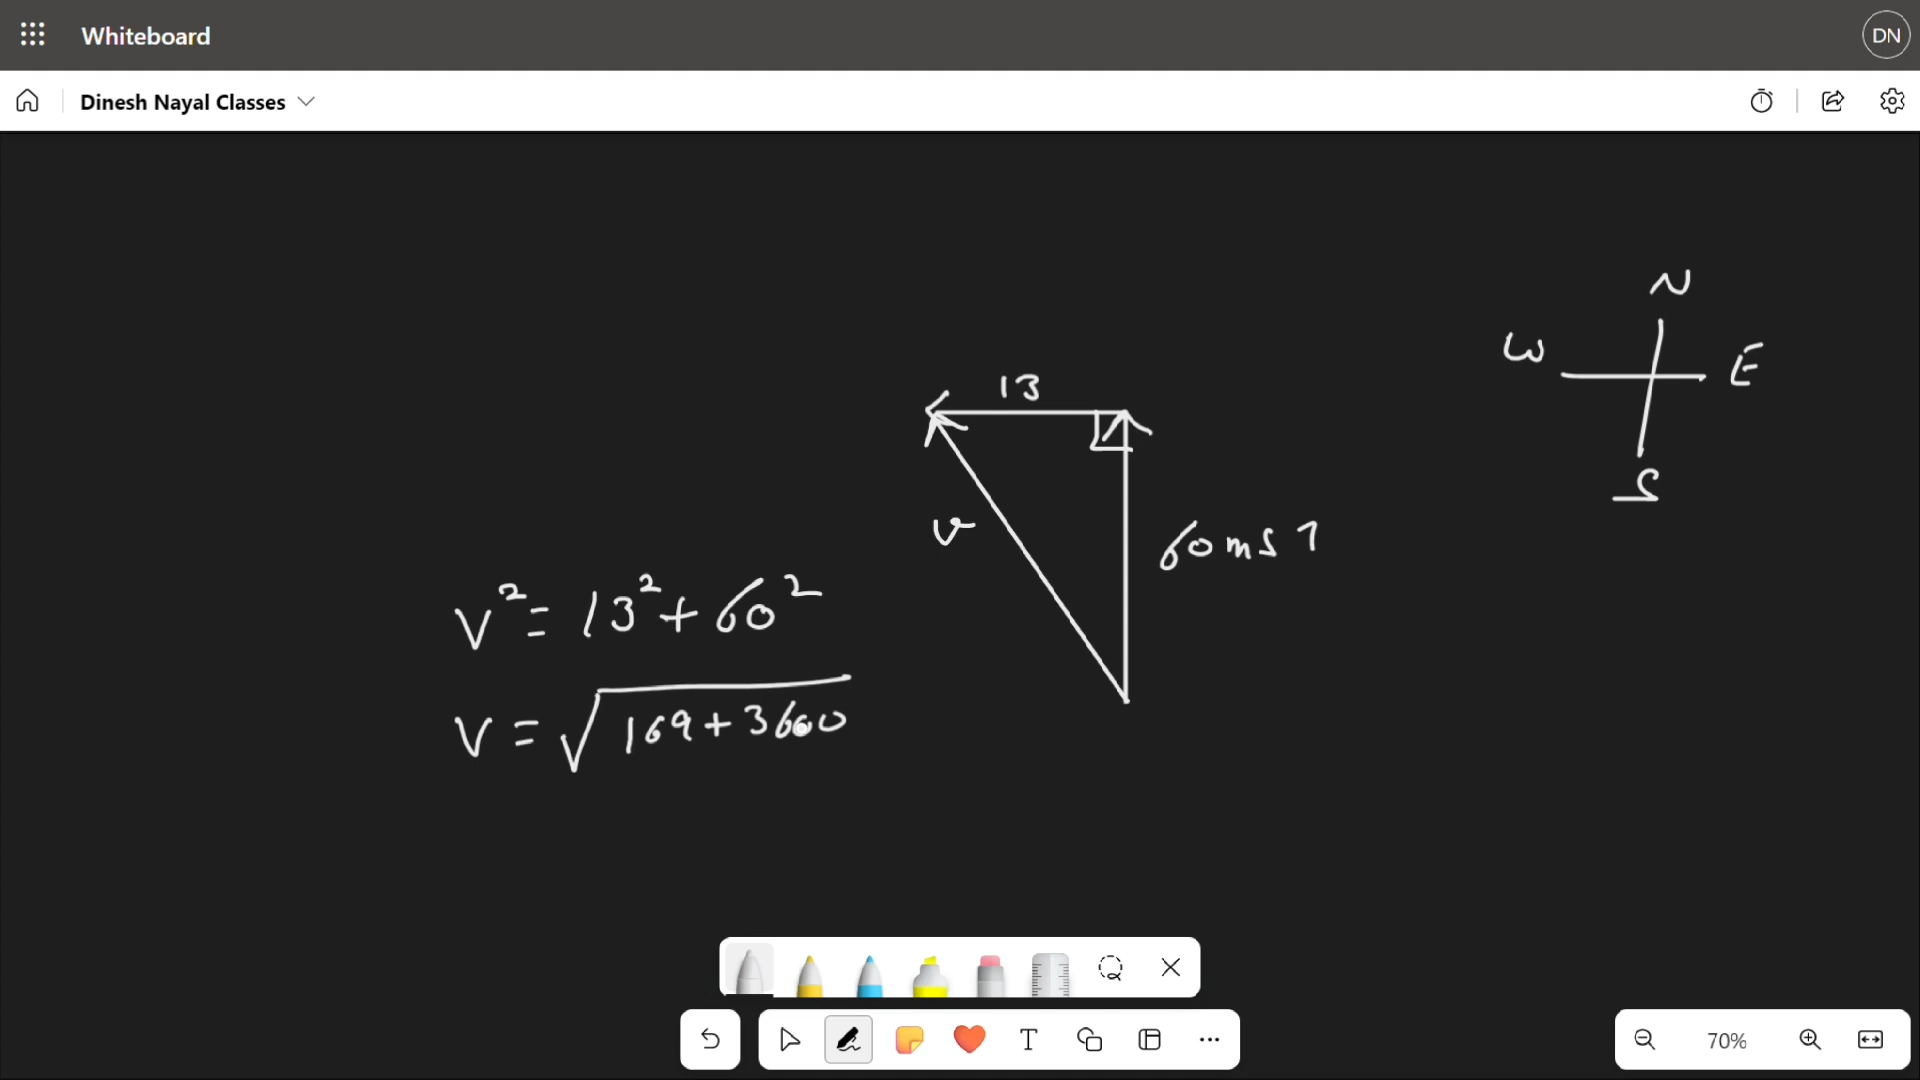 Whiteboard
DN
Dinesh Nayal Classes
N
W
E
S
13
v
60 ms 1
V² = 13² + 60²
V = √169 + 3600
T
70%